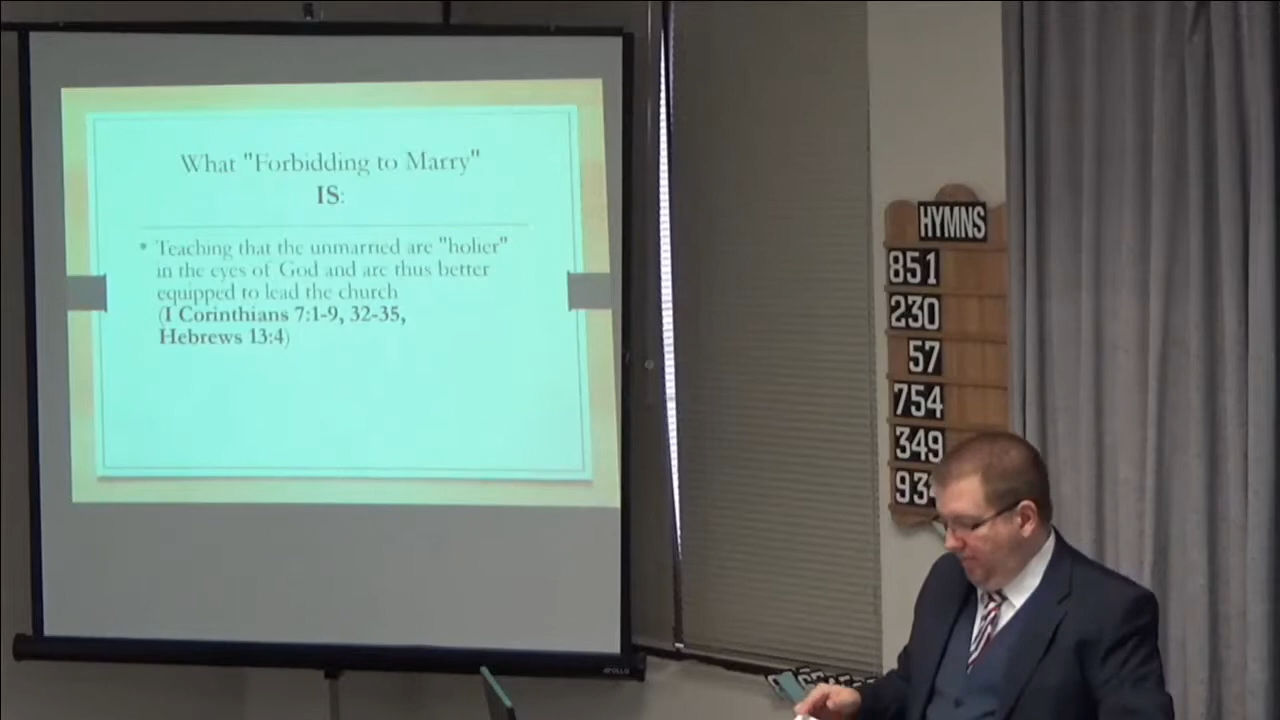 What "Forbidding to Marry"
IS:
• Teaching that the unmarried are "holier"
in the eyes of God and are thus better
equipped to lead the church
(I Corinthians 7:1-9, 32-35,
Hebrews 13:4)
APOLLO
HYMNS
851
230
57
754
349
93